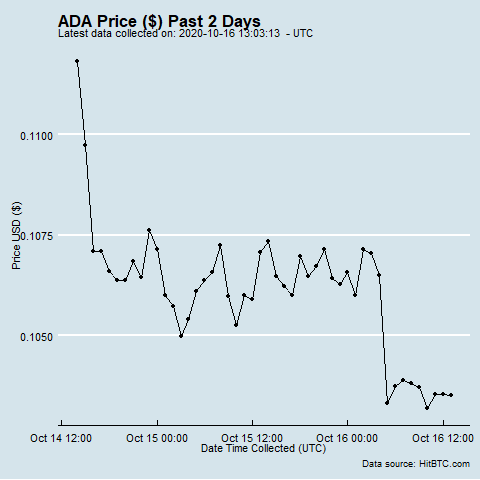 ADA Price ($) Past 2 Days
Latest data collected on: 2020-10-16 13:03:13 - UTC
0.1100
0.1075
0.1050
Price USD ($)
Oct 14 12:00 Oct 15 00:00 Oct 15 12:00 Oct 16 00:00 Oct 16 12:00
Date Time Collected (UTC)
Data source: HitBTC.com